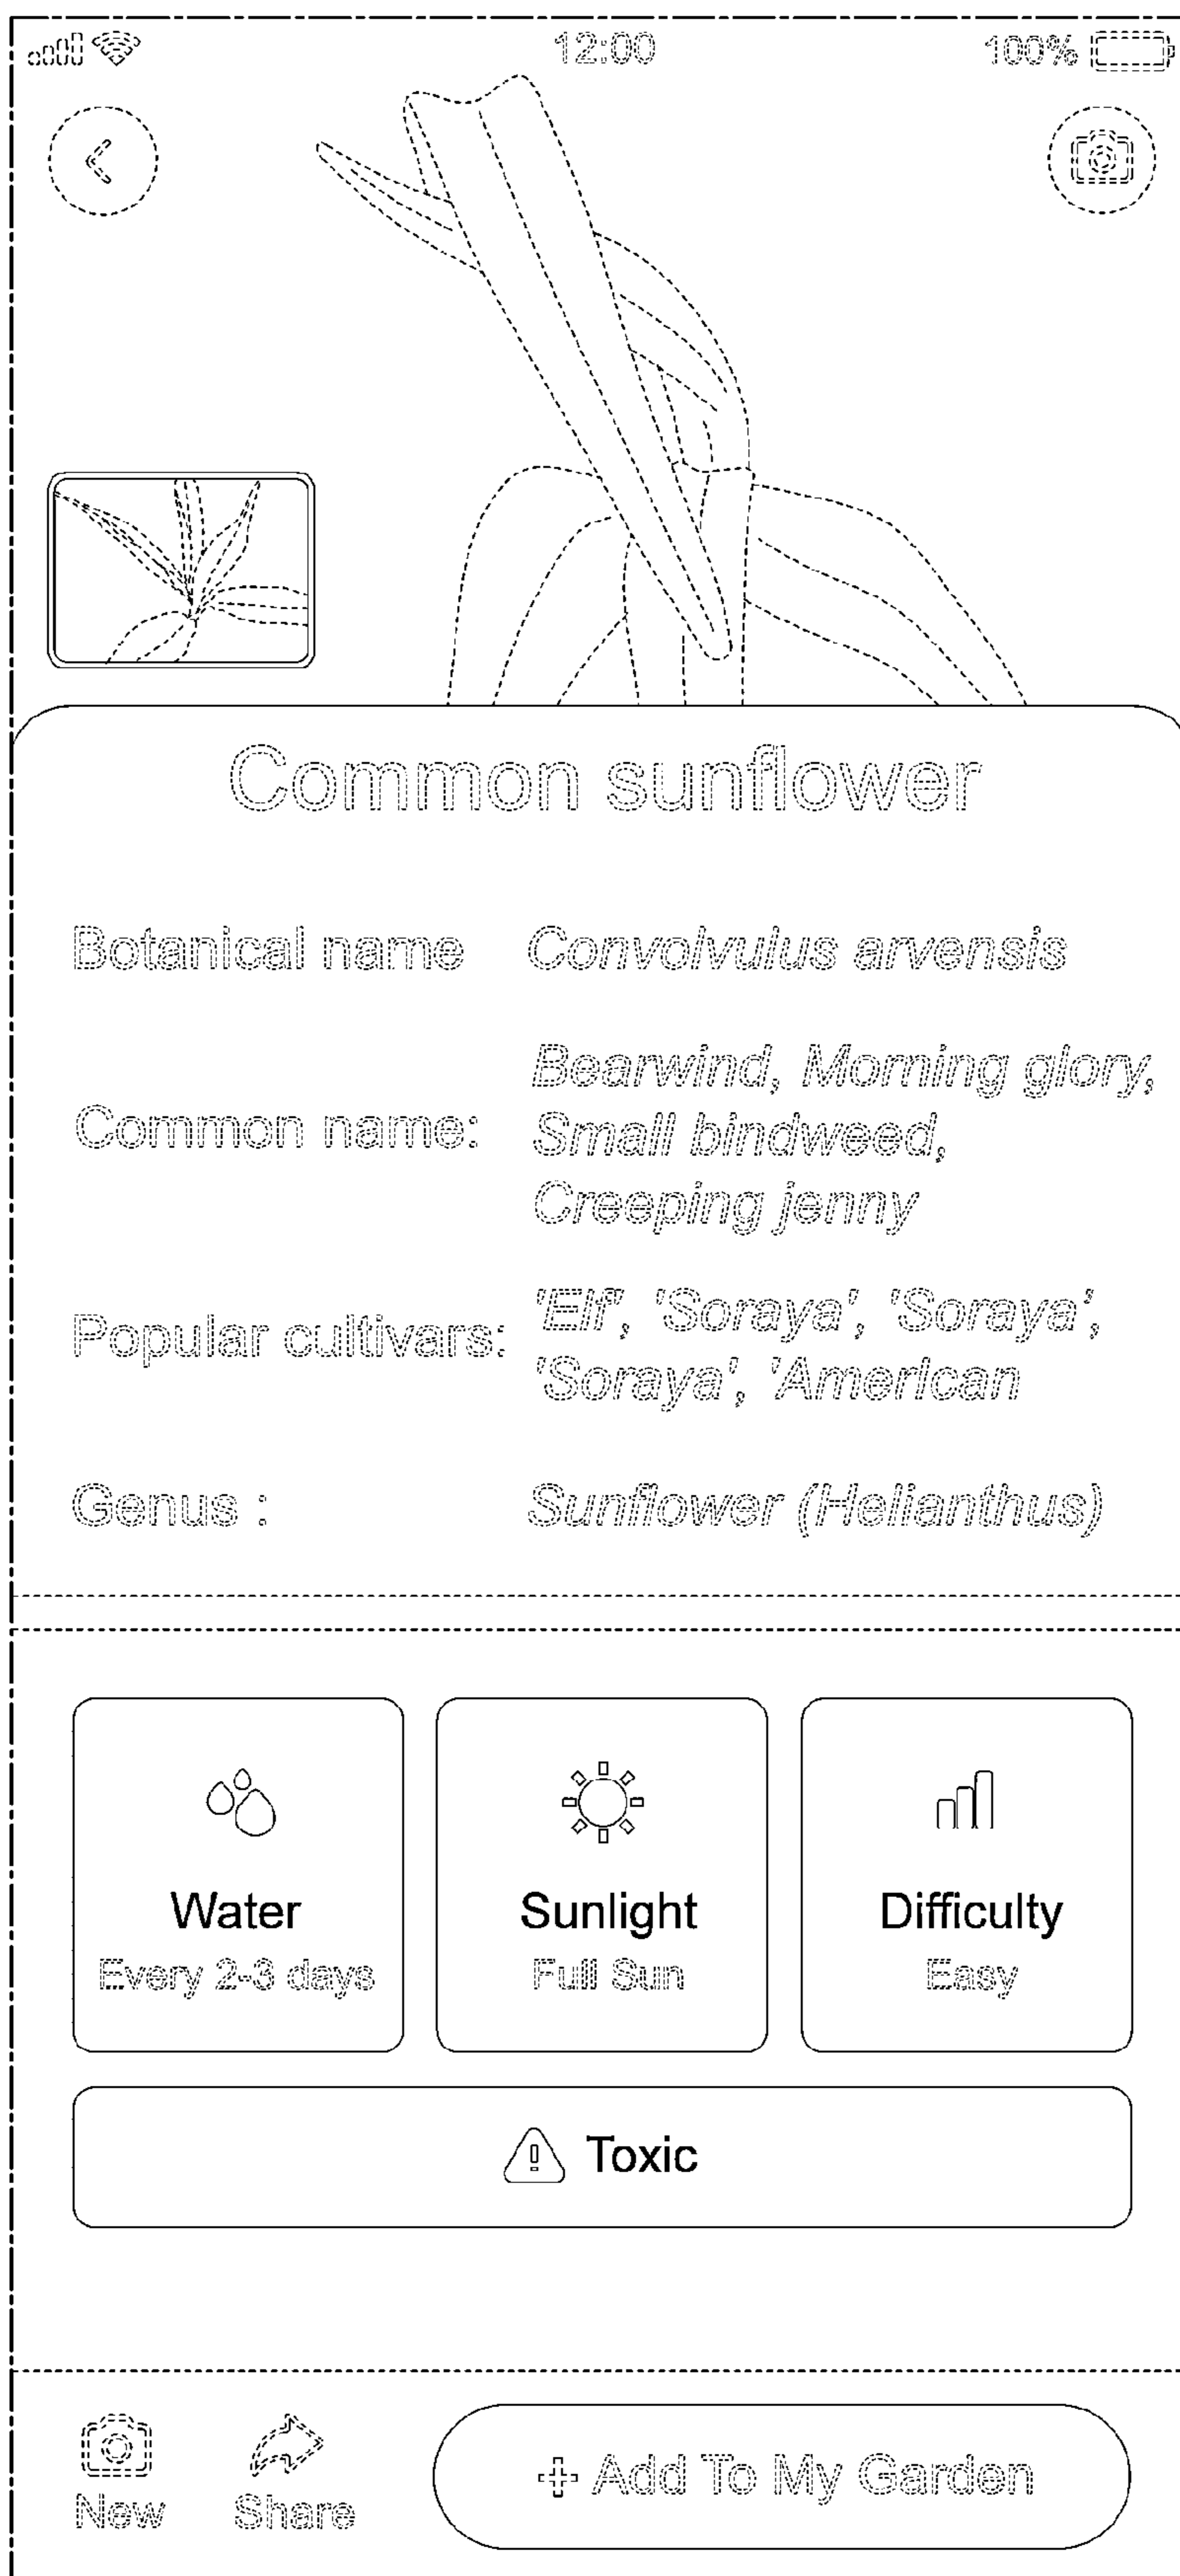 12:00 100%
Common sunflower
Botanical name Convolvulus arvensis
Common name: Bearwind, Morning glory,
Small bindweed,
Creeping jenny
Popular cultivars: 'Elf', 'Soraya', 'Soraya',
'Soraya', 'American
Genus : Sunflower (Helianthus)
Water Sunlight Difficulty
Every 2-3 days Full Sun Easy
Toxic
Add To My Garden
New Share